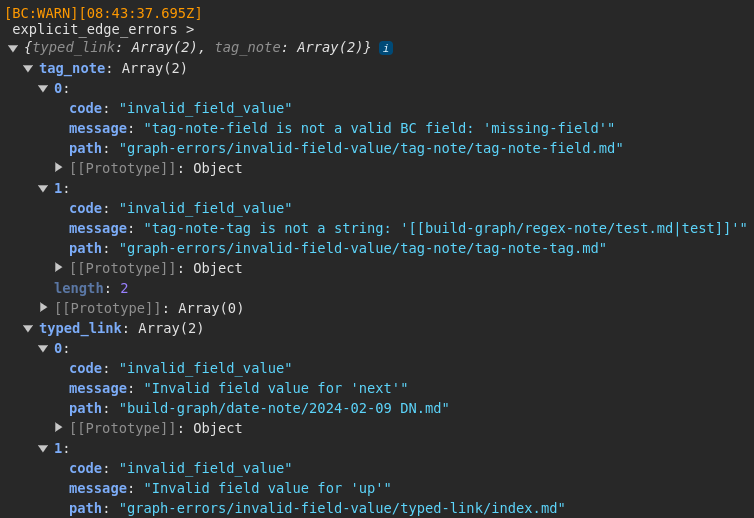 [BC:WARN][08:43:37.695Z]
explicit_edge_errors >
▼ {typed_link: Array(2), tag_note: Array(2)} i
▼ tag_note: Array(2)
▼ 0:
code: "invalid_field_value"
message: "tag-note-field is not a valid BC field: 'missing-field'"
path: "graph-errors/invalid-field-value/tag-note/tag-note-field.md"
▶ [[Prototype]]: Object
▼ 1:
code: "invalid_field_value"
message: "tag-note-tag is not a string: '[[build-graph/regex-note/test.md|test]]'"
path: "graph-errors/invalid-field-value/tag-note/tag-note-tag.md"
▶ [[Prototype]]: Object
length: 2
▶ [[Prototype]]: Array(0)
▼ typed_link: Array(2)
▼ 0:
code: "invalid_field_value"
message: "Invalid field value for 'next'"
path: "build-graph/date-note/2024-02-09 DN.md"
▶ [[Prototype]]: Object
▼ 1:
code: "invalid_field_value"
message: "Invalid field value for 'up'"
path: "graph-errors/invalid-field-value/typed-link/index.md"